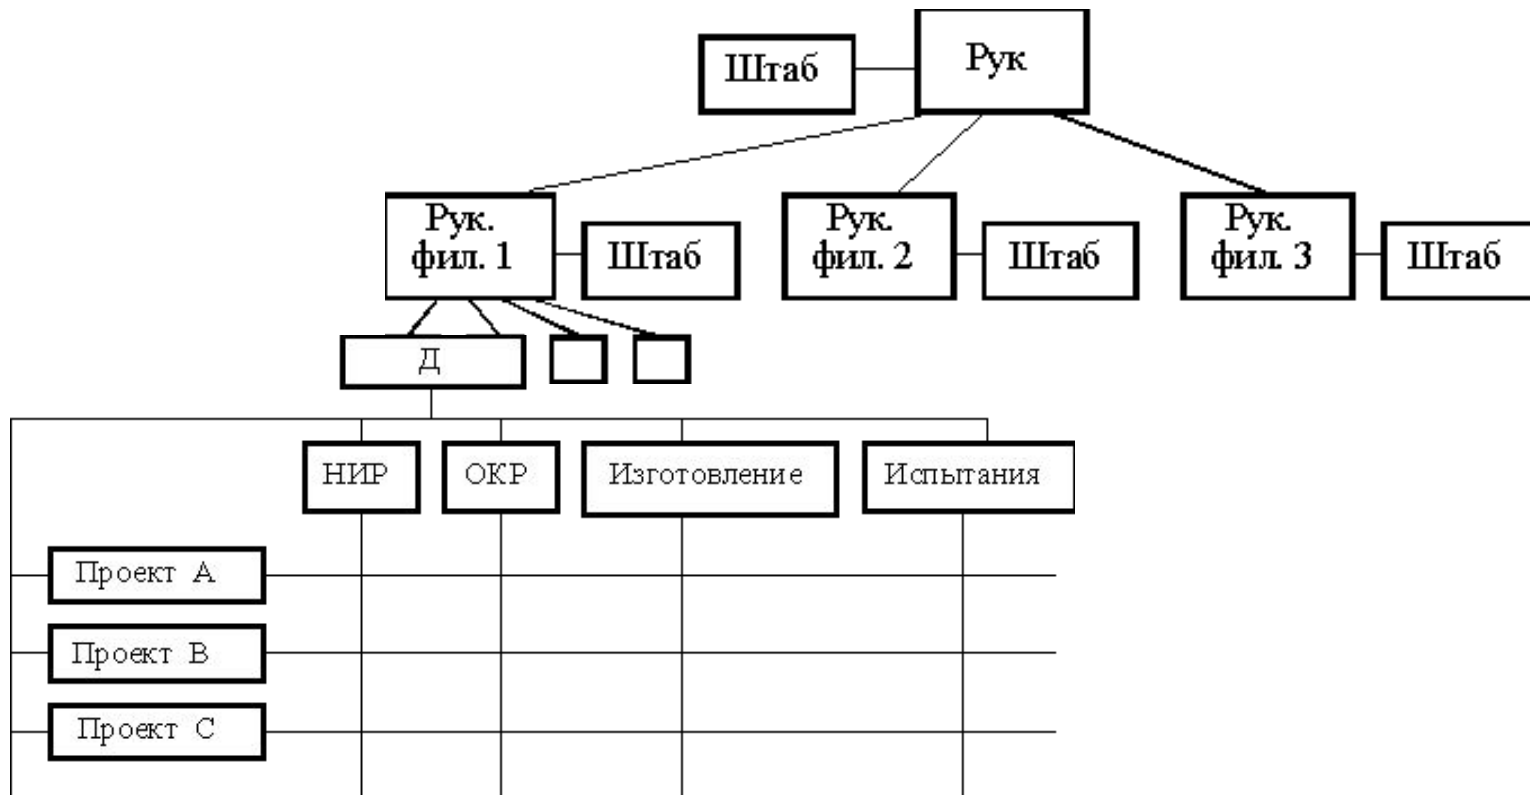 Штаб
Рук
Рук.
фил. 1
Штаб
Рук.
фил. 2
Штаб
Рук.
фил. 3
Штаб
Д
НИР
ОКР
Изготовление
Испытания
Проект А
Проект В
Проект С